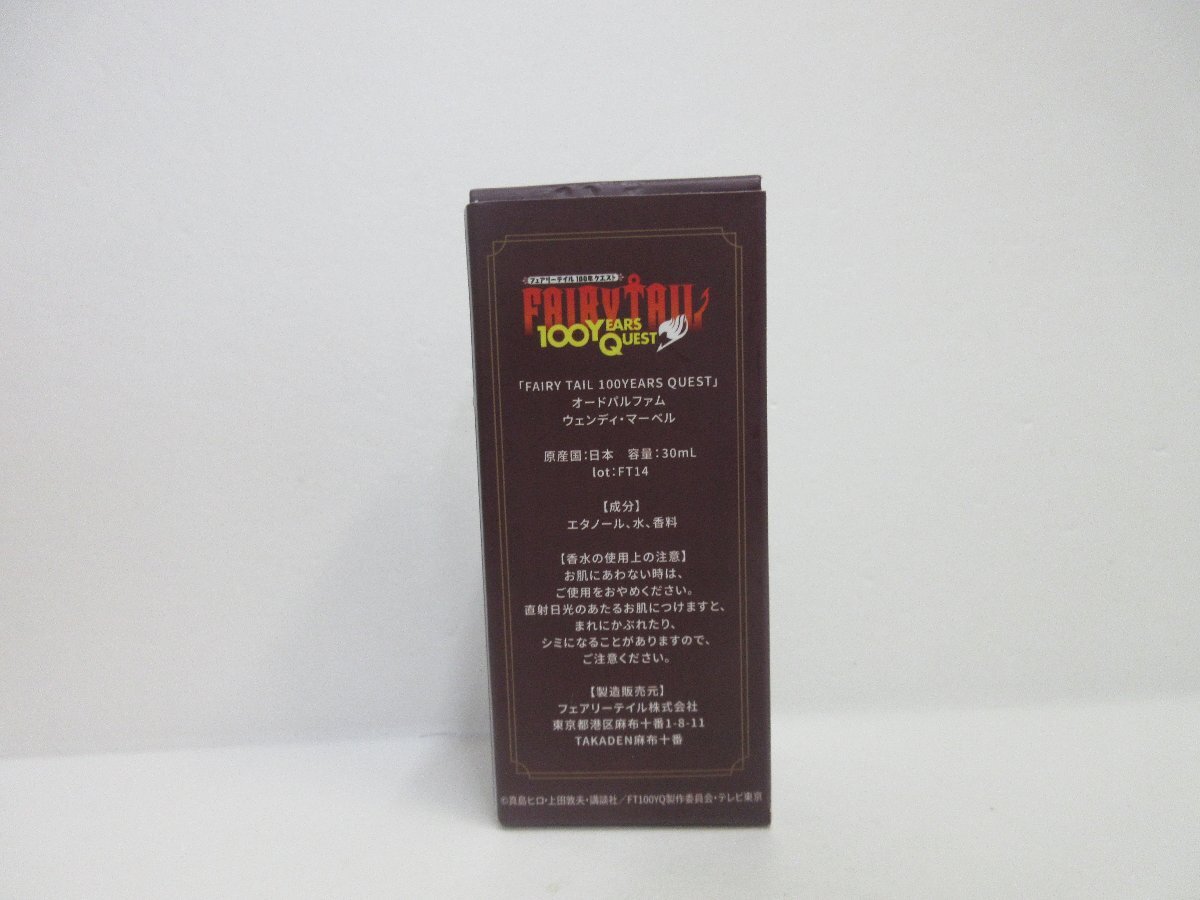 フェアリーテイル 100年クエスト
FAIRY TAIL
100 YEARS
QUEST
「FAIRY TAIL 100YEARS QUEST」
オードパルファム
ウェンディ・マーベル
原産国:日本 容量:30mL
lot:FT14
【成分】
エタノール、水、香料
【香水の使用上の注意】
お肌にあわない時は、
ご使用をおやめください。
直射日光のあたるお肌につけますと、
まれにかぶれたり、
シミになることがありますので、
ご注意ください。
【製造販売元】
フェアリーテイル株式会社
東京都港区麻布十番1-8-11
TAKADEN麻布十番
©真島ヒロ・上田敦夫・講談社/FT100YQ製作委員会・テレビ東京